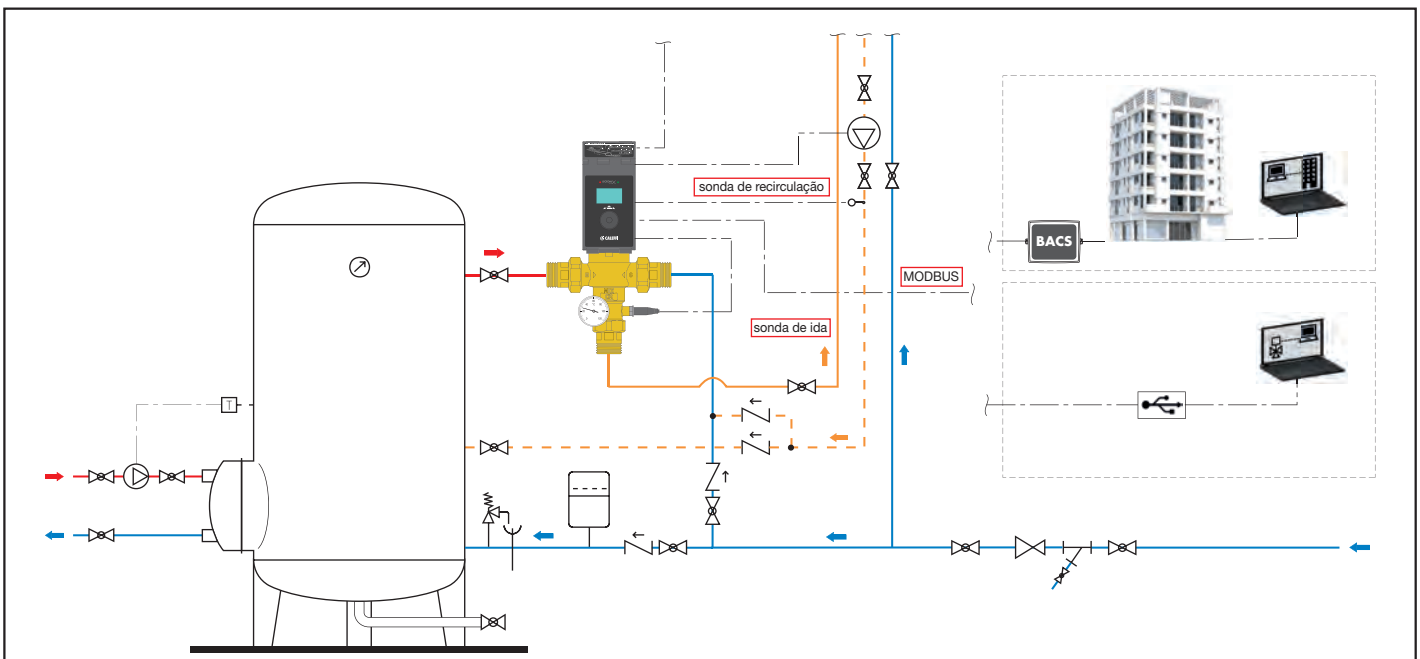 sonda de recirculação
BACS
CALEFFI
MODBUS
sonda de ida
T